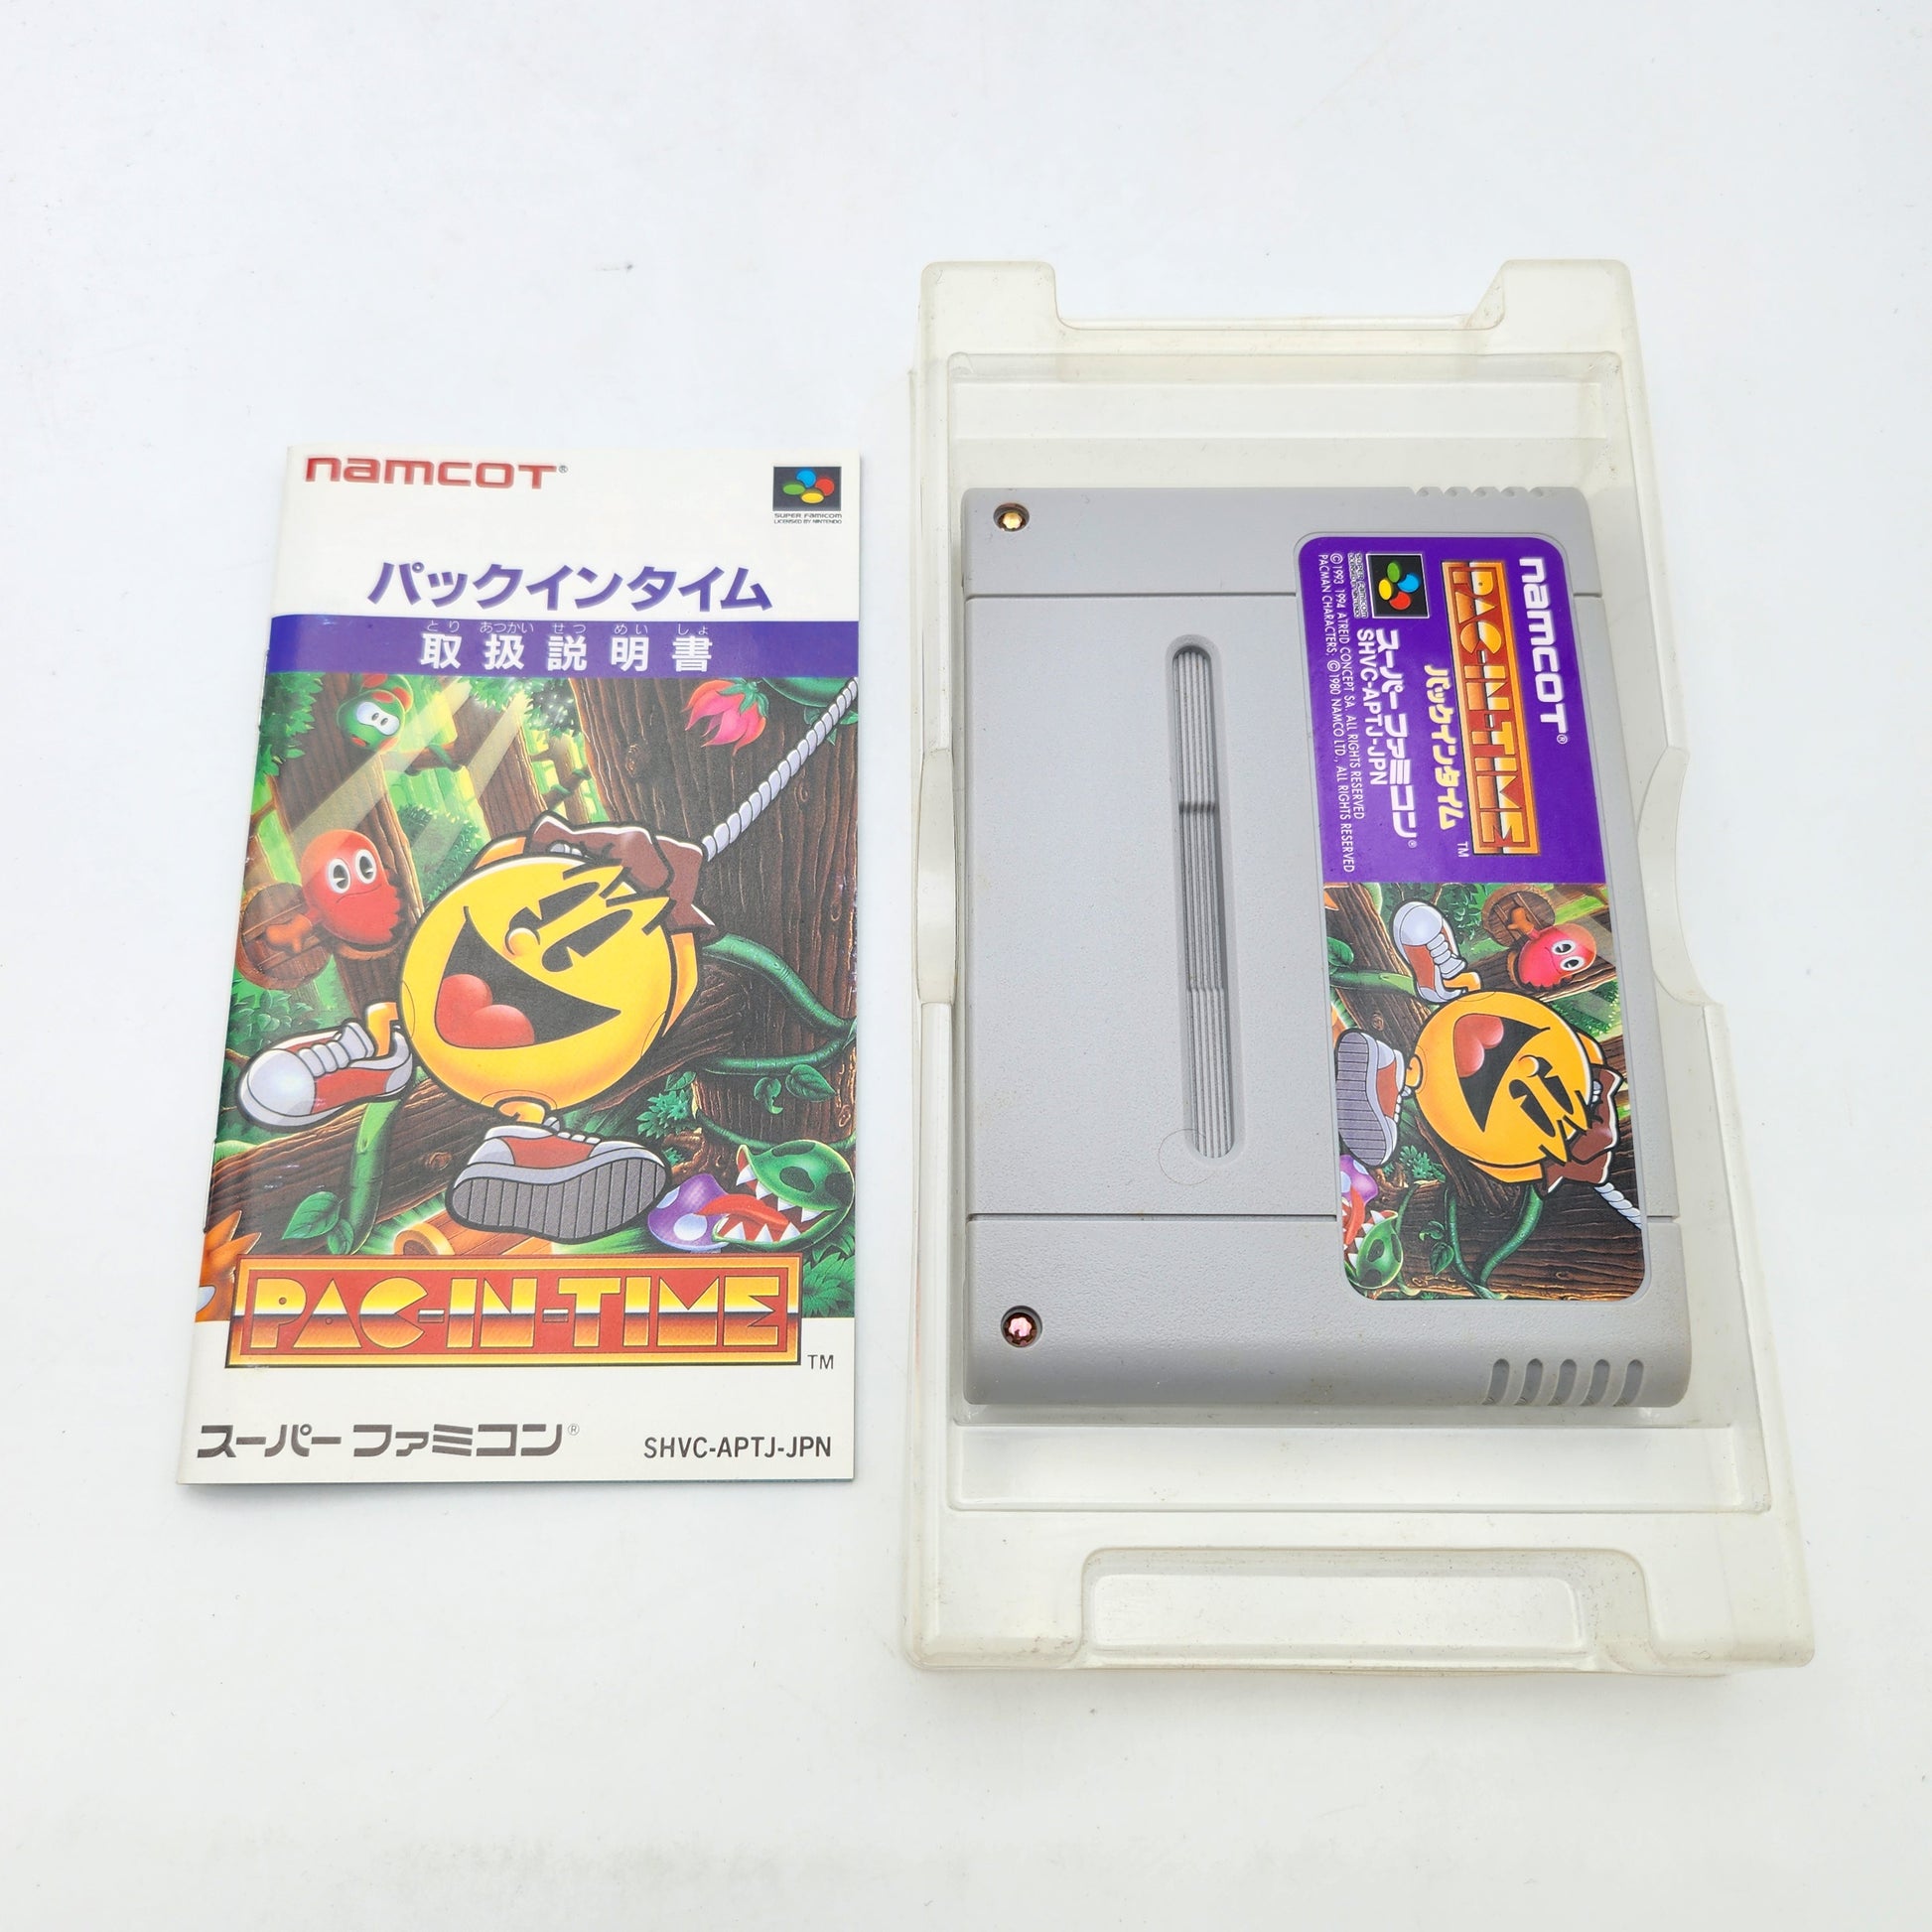 namcot®
SUPER FAMICOM
LICENSED BY NINTENDO
パックインタイム
とり あつかい せつ めい しょ
取扱説明書
PAC-IN-TIME
TM
スーパーファミコン®
SHVC-APTJ-JPN
namcot®
PAC-IN-TIME
TM
パックインタイム
スーパーファミコン®
SHVC-APTJ-JPN
©1993 1994 ATREID CONCEPT SA. ALL RIGHTS RESERVED
PACMAN CHARACTERS, ©1980 NAMCO LTD., ALL RIGHTS RESERVED